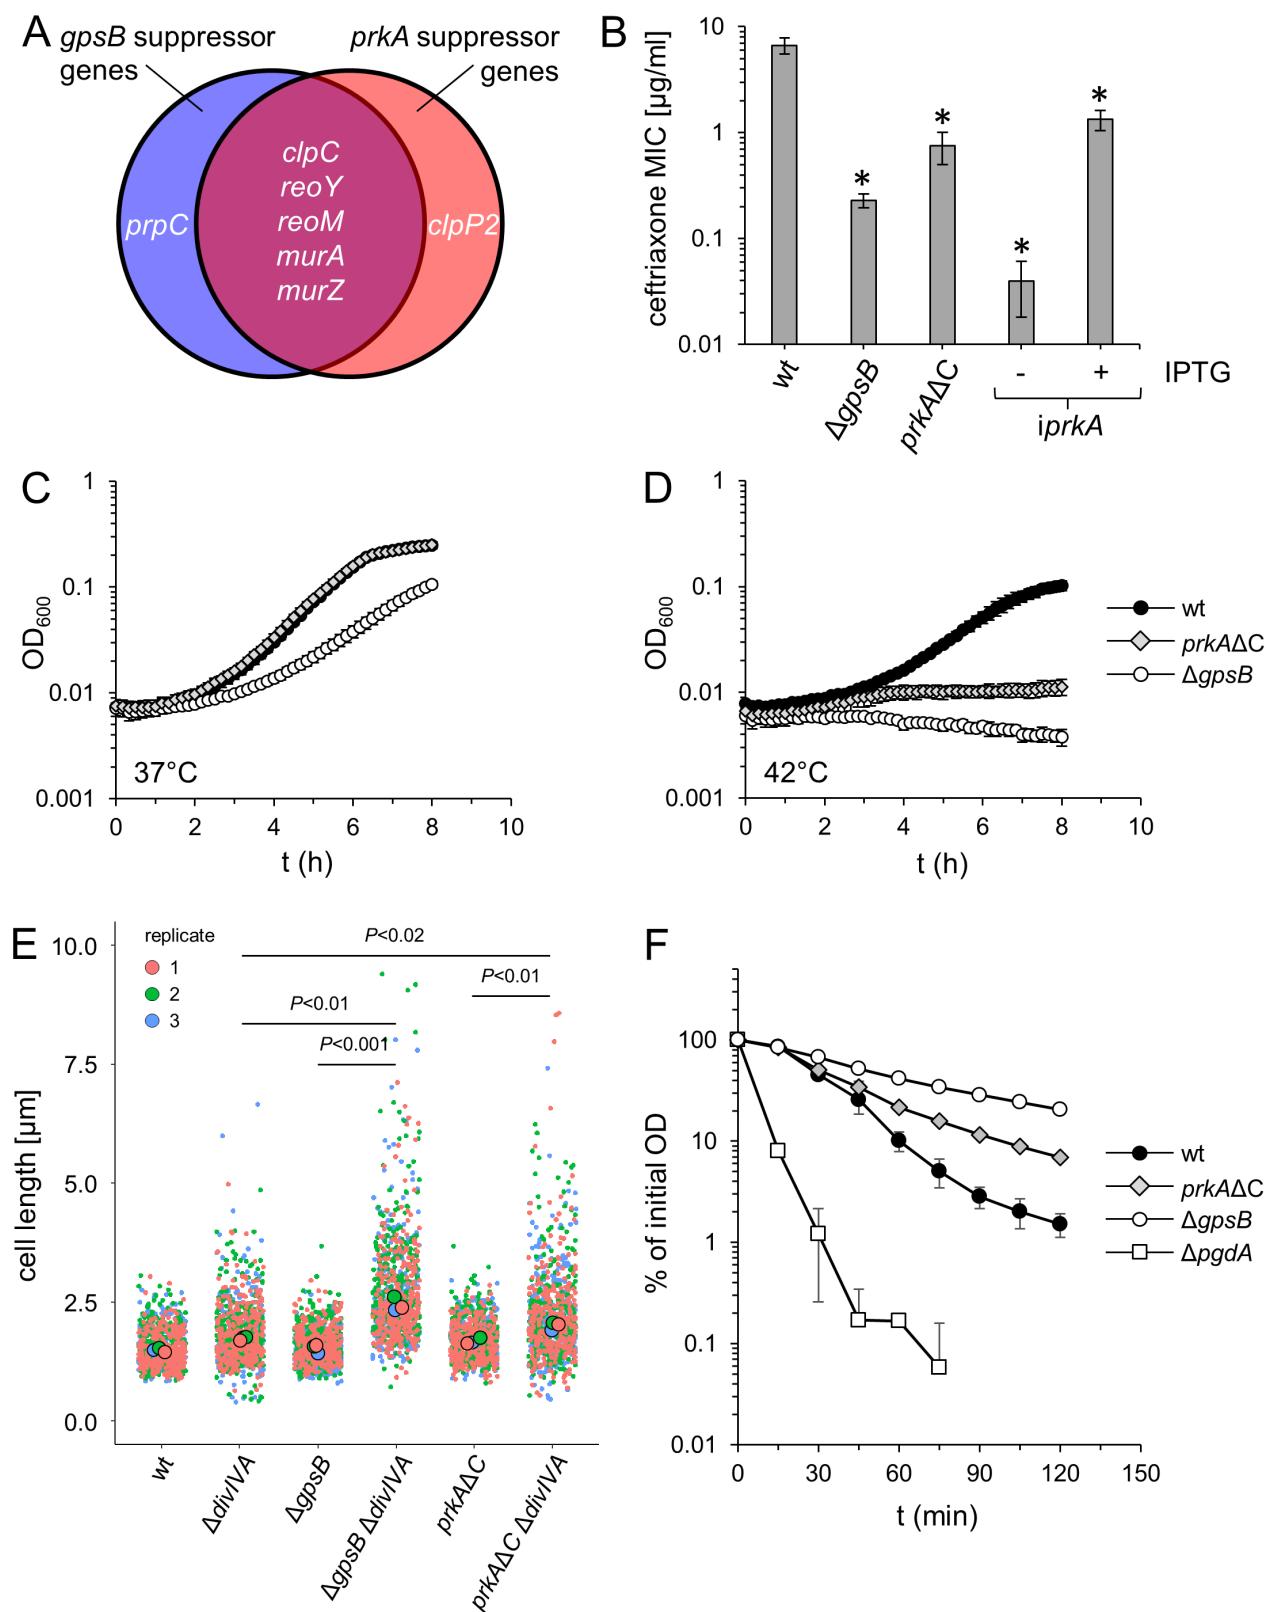 A
gpsB suppressor
genes
prkA suppressor
genes
prpC
clpC
reoY
reoM
murA
murZ
clpP2
B
ceftriaxone MIC [µg/ml]
10
1
0.1
0.01
*
*
*
*
wt
ΔgpsB
prkAΔC
-
+
IPTG
iprkA
C
OD600
1
0.1
0.01
0.001
37°C
0
2
4
6
8
10
t (h)
D
OD600
1
0.1
0.01
0.001
42°C
0
2
4
6
8
10
t (h)
wt
prkAΔC
ΔgpsB
E
cell length [µm]
10.0
7.5
5.0
2.5
0.0
replicate
1
2
3
P<0.02
P<0.01
P<0.01
P<0.001
wt
ΔdivIVA
ΔgpsB
ΔgpsB ΔdivIVA
prkAΔC
prkAΔC ΔdivIVA
F
% of initial OD
100
10
1
0.1
0.01
0
30
60
90
120
150
t (min)
wt
prkAΔC
ΔgpsB
ΔpgdA